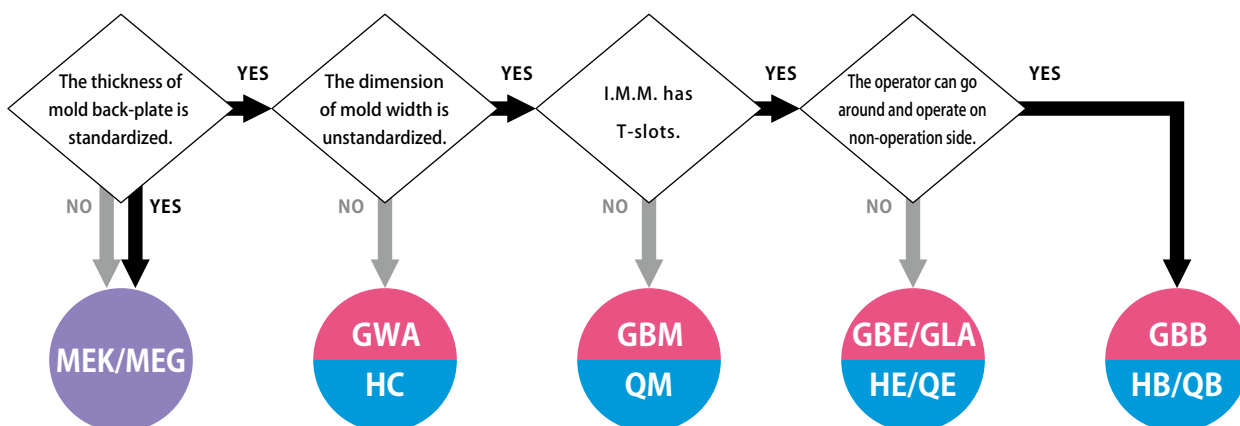 The thickness of
mold back-plate is
standardized.
YES
The dimension
of mold width is
unstandardized.
YES
I.M.M. has
T-slots.
YES
The operator can go
around and operate on
non-operation side.
YES
NO
YES
NO
NO
NO
MEK/MEG
GWA
HC
GBM
QM
GBE/GLA
HE/QE
GBB
HB/QB